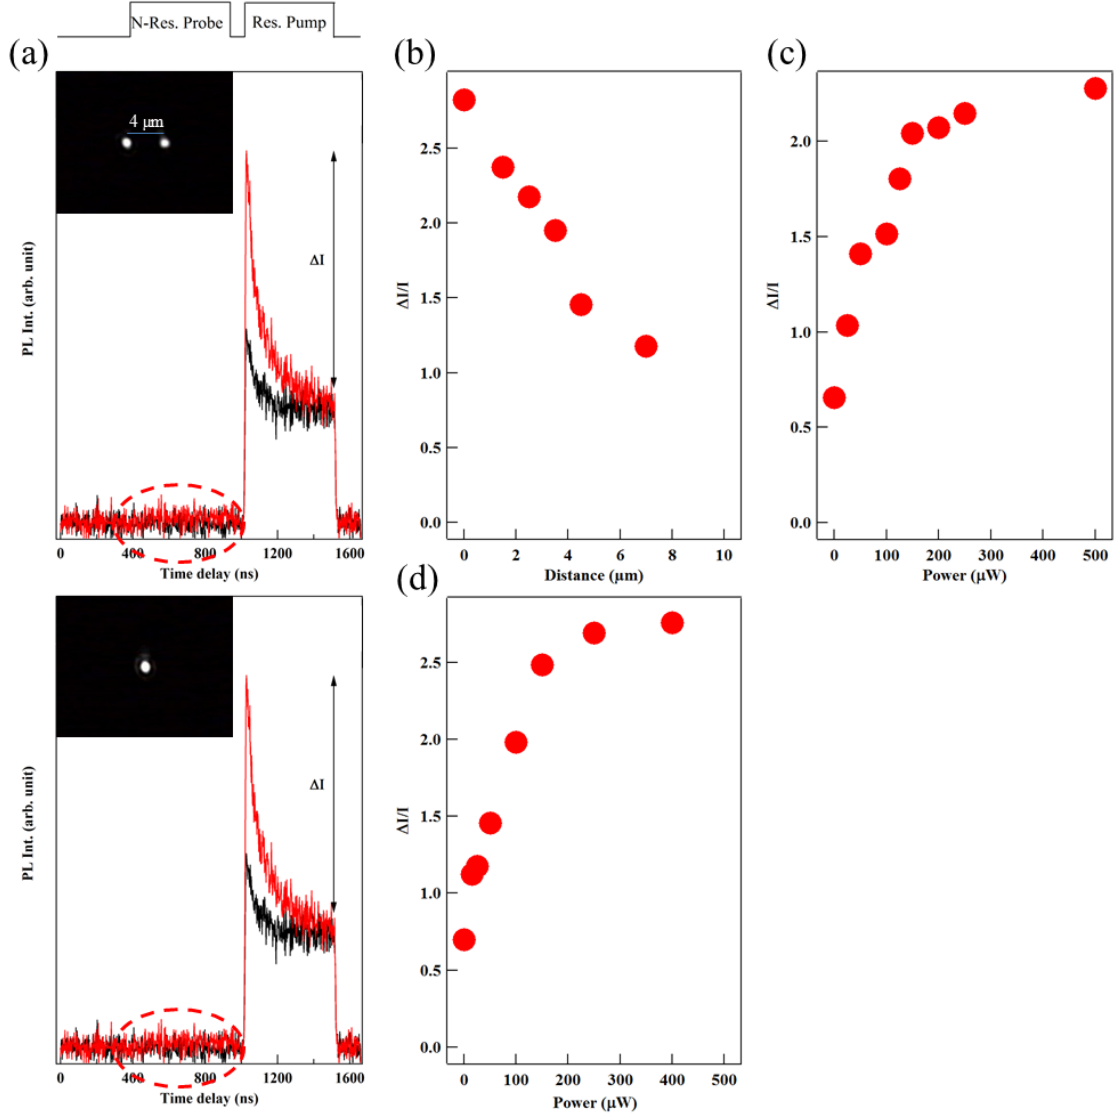 N-Res. Probe Res. Pump
(a)
4 μm
ΔI
PL Int. (arb. unit)
0 400 800 1200 1600
Time delay (ns)
(b)
2.5
2.0
1.5
1.0
0.5
0.0
ΔI/I
0 2 4 6 8 10
Distance (μm)
(c)
2.0
1.5
1.0
0.5
0.0
ΔI/I
0 100 200 300 400 500
Power (μW)
ΔI
PL Int. (arb. unit)
0 400 800 1200 1600
Time delay (ns)
(d)
2.5
2.0
1.5
1.0
0.5
0.0
ΔI/I
0 100 200 300 400 500
Power (μW)